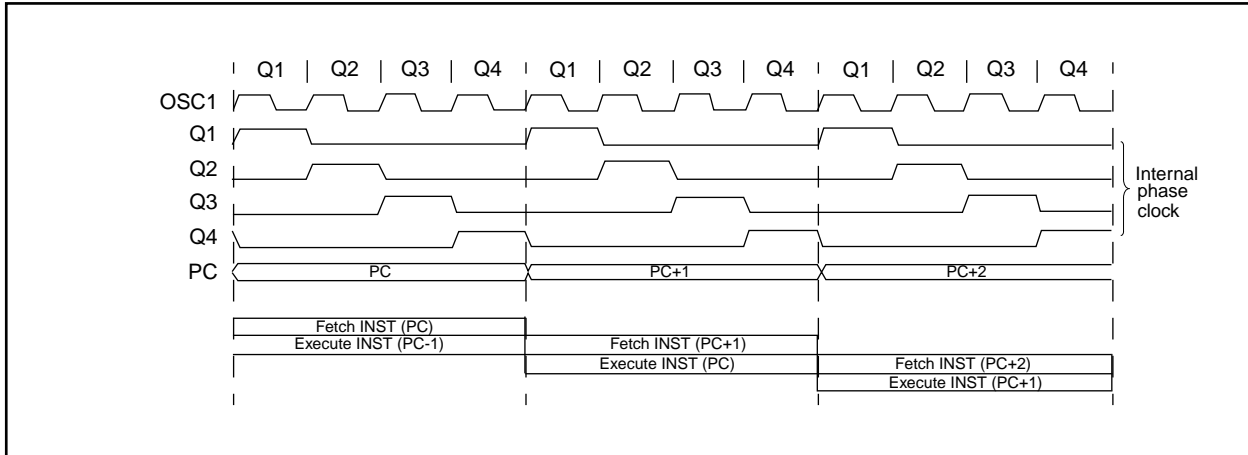 Q1 | Q2 | Q3 | Q4 | Q1 | Q2 | Q3 | Q4 | Q1 | Q2 | Q3 | Q4
OSC1
Q1
Q2
Q3
Q4
Internal
phase
clock
PC PC PC+1 PC+2
Fetch INST (PC)
Execute INST (PC-1) Fetch INST (PC+1)
Execute INST (PC) Fetch INST (PC+2)
Execute INST (PC+1)